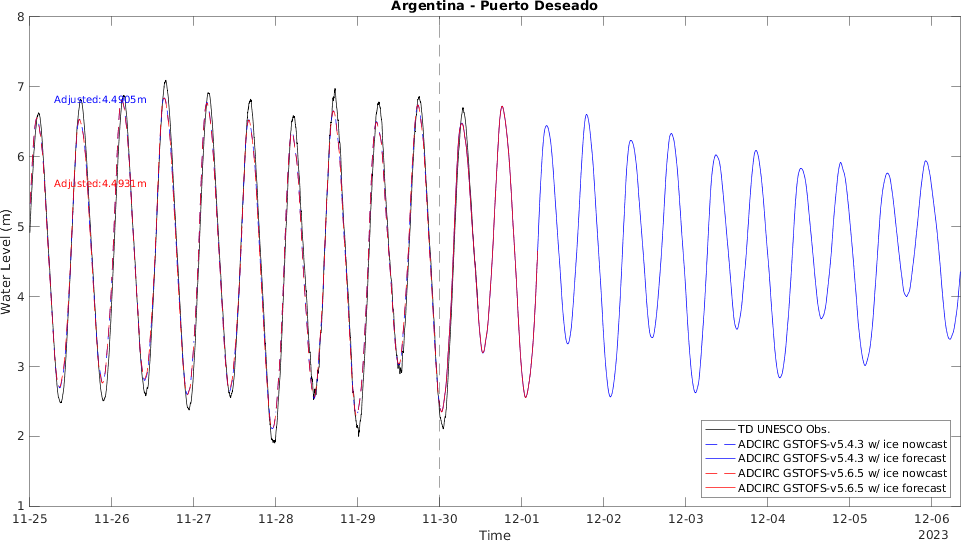 Argentina - Puerto Deseado
8
7
6
5
4
3
2
1
Water Level (m)
Adjusted:4.4905m
Adjusted:4.4931m
TD UNESCO Obs.
ADCIRC GSTOFS-v5.4.3 w/ ice nowcast
ADCIRC GSTOFS-v5.4.3 w/ ice forecast
ADCIRC GSTOFS-v5.6.5 w/ ice nowcast
ADCIRC GSTOFS-v5.6.5 w/ ice forecast
11-25 11-26 11-27 11-28 11-29 11-30 12-01 12-02 12-03 12-04 12-05 12-06
Time
2023